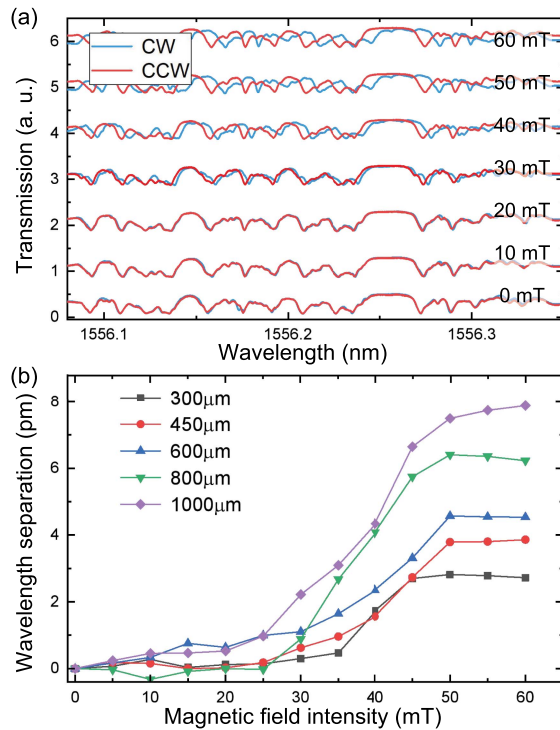 (a)
6
5
4
3
2
1
0
Transmission (a. u.)
CW
CCW
60 mT
50 mT
40 mT
30 mT
20 mT
10 mT
0 mT
1556.1
1556.2
1556.3
Wavelength (nm)
(b)
8
6
4
2
0
Wavelength separation (pm)
300μm
450μm
600μm
800μm
1000μm
0
10
20
30
40
50
60
Magnetic field intensity (mT)